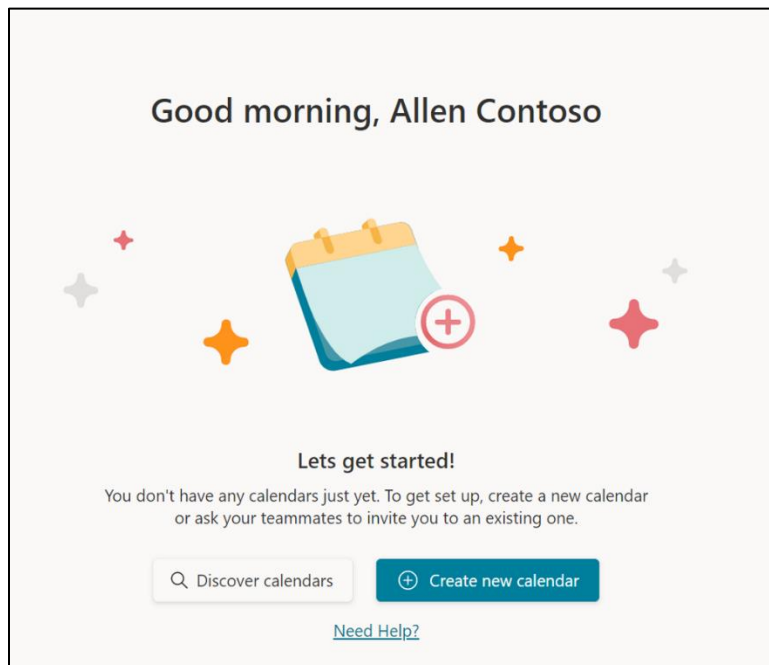 Good morning, Allen Contoso
Lets get started!
You don't have any calendars just yet. To get set up, create a new calendar
or ask your teammates to invite you to an existing one.
Discover calendars
Create new calendar
Need Help?